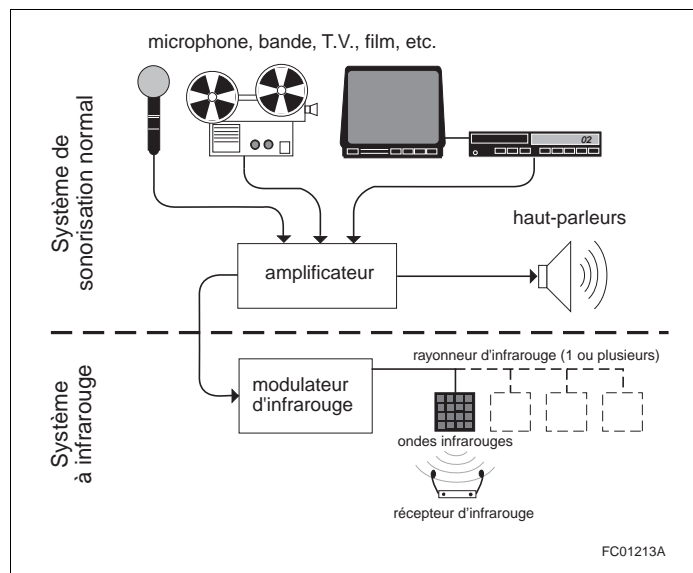 microphone, bande, T.V., film, etc.
02
Système de
sonorisation normal
haut-parleurs
amplificateur
rayonneur d'infrarouge (1 ou plusieurs)
modulateur
d'infrarouge
Système
à infrarouge
ondes infrarouges
récepteur d'infrarouge
FC01213A